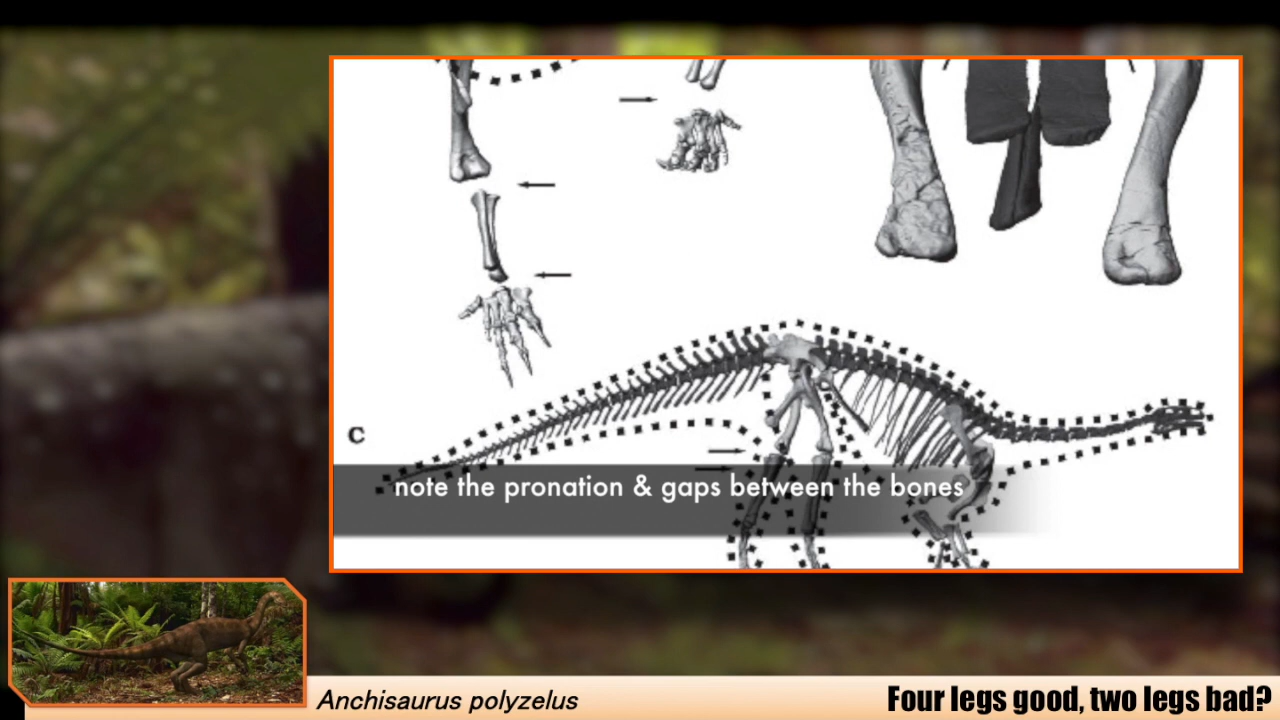 C
note the pronation & gaps between the bones
Anchisaurus polyzelus
Four legs good, two legs bad?